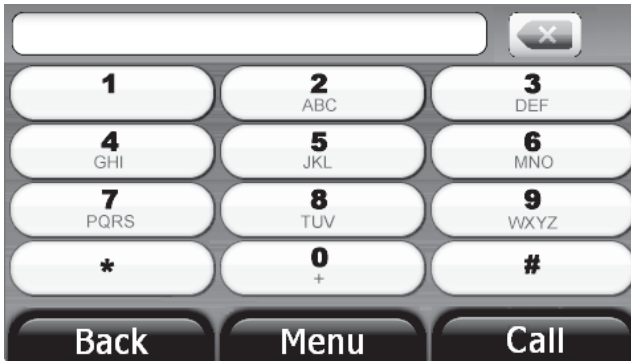 1 2 3
ABC DEF
4 5 6
GHI JKL MNO
7 8 9
PQRS TUV WXYZ
* 0 #
+
Back Menu Call